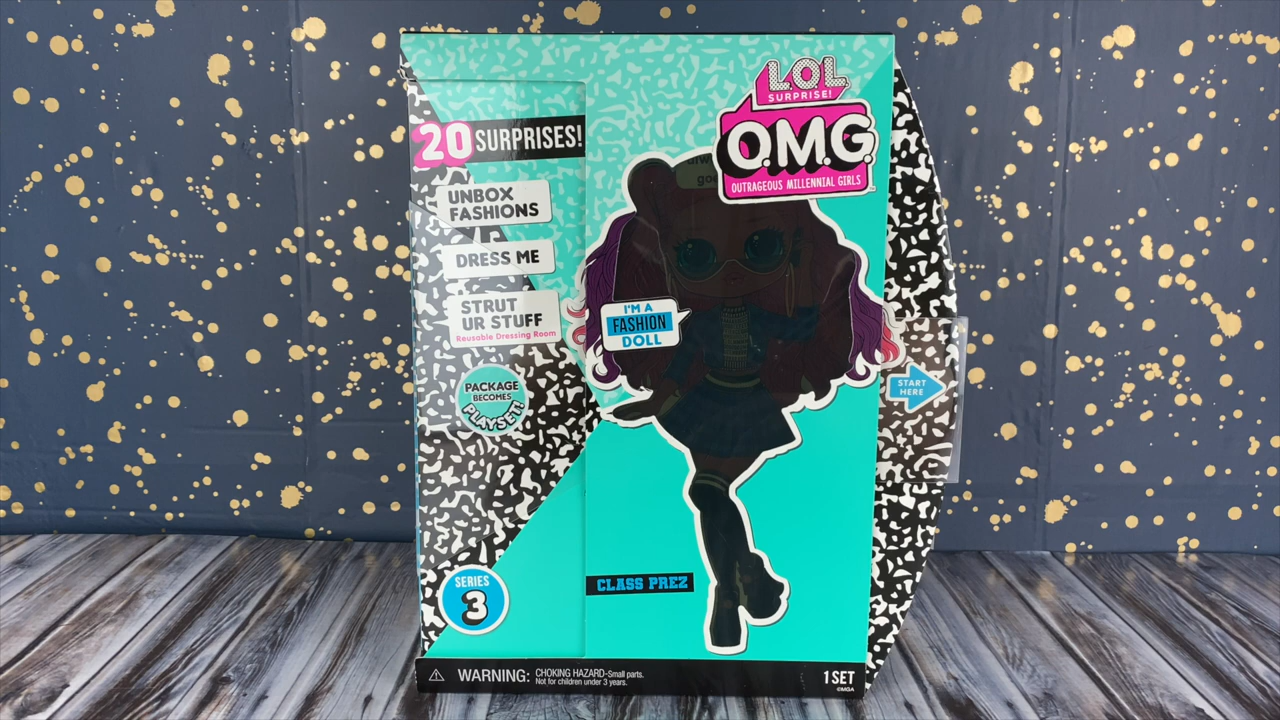 L.O.L
SURPRISE!
O.M.G.
OUTRAGEOUS MILLENNIAL GIRLS
20 SURPRISES!
UNBOX
FASHIONS
DRESS ME
STRUT
UR STUFF
Reusable Dressing Room
PACKAGE
BECOMES
PLAYSET!
I'M A
FASHION
DOLL
START
HERE
CLASS PREZ
SERIES
3
WARNING: CHOKING HAZARD-Small parts.
Not for children under 3 years.
1 SET
©MGA